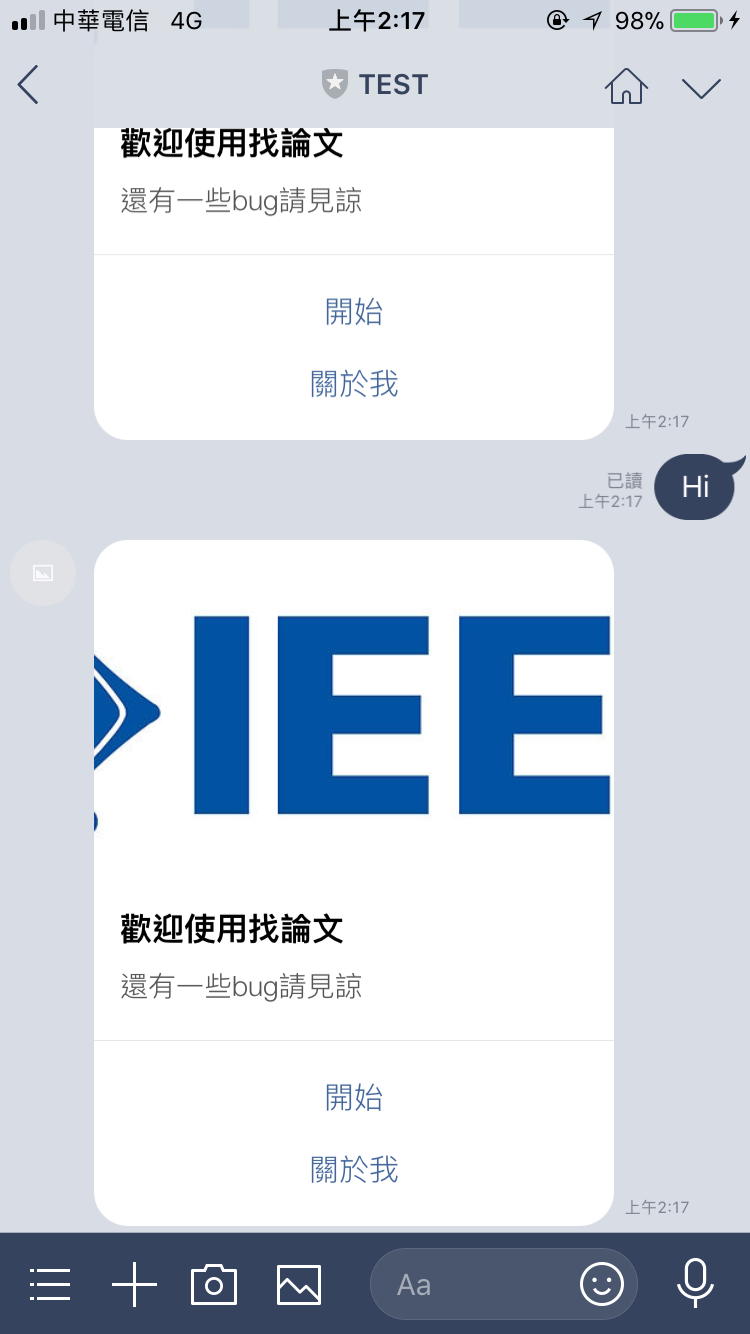 中華電信 4G 上午2:17 98%
TEST
歡迎使用找論文
還有一些bug請見諒
開始
關於我
上午2:17
已讀
上午2:17
Hi
IEE
歡迎使用找論文
還有一些bug請見諒
開始
關於我
上午2:17
Aa